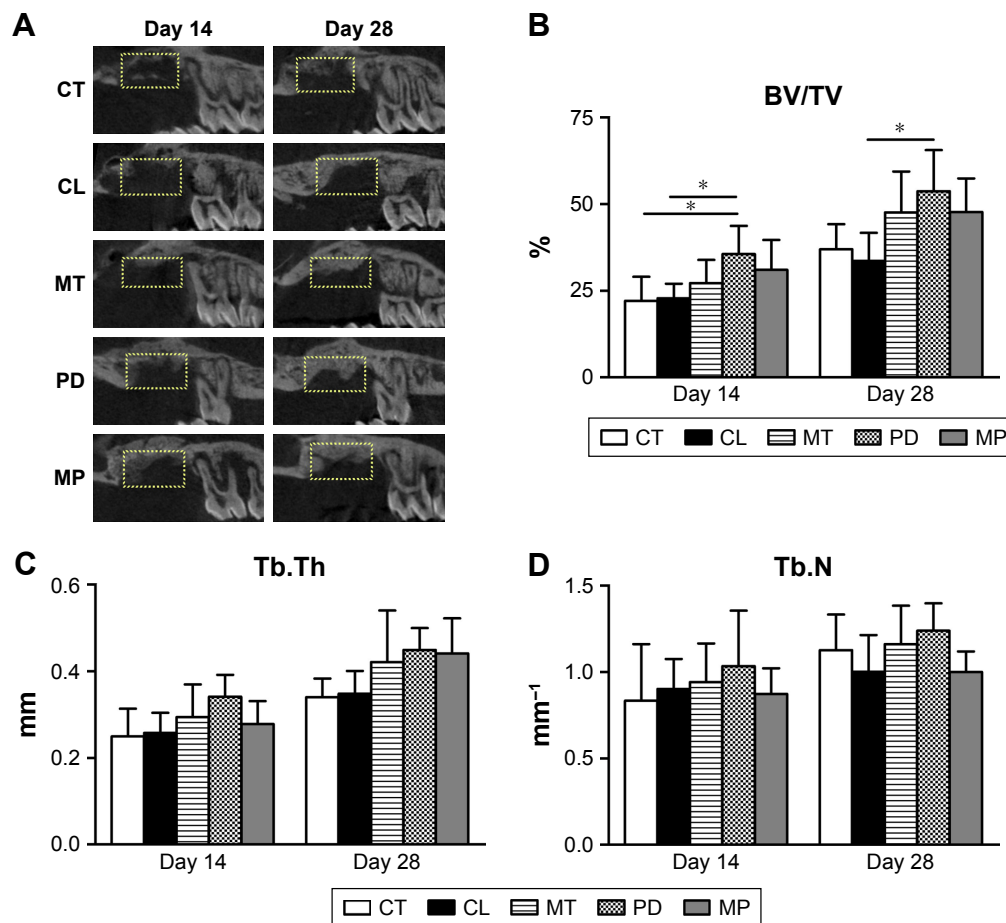 A
Day 14 Day 28
CT
CL
MT
PD
MP
B
BV/TV
75
50
25
0
%
*
*
*
Day 14 Day 28
CT CL MT PD MP
C
Tb.Th
0.6
0.4
0.2
0.0
mm
Day 14 Day 28
D
Tb.N
1.5
1.0
0.5
0.0
mm⁻¹
Day 14 Day 28
CT CL MT PD MP